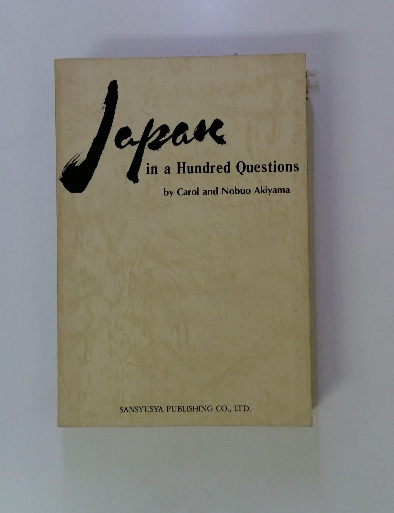 Japan
in a Hundred Questions
by Carol and Nobuo Akiyama
SANSYUSYA PUBLISHING CO., LTD.